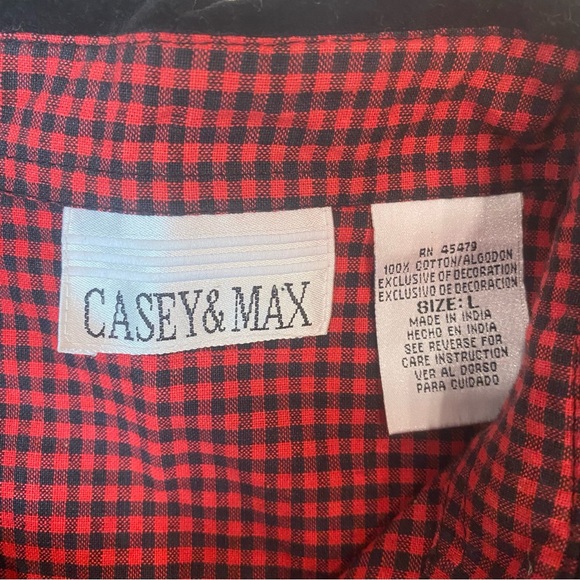 CASEY& MAX
RN 45479
100% COTTON/ALGODON
EXCLUSIVE OF DECORATION
EXCLUSIVO DE DECORACION
SIZE: L
MADE IN INDIA
HECHO EN INDIA
SEE REVERSE FOR
CARE INSTRUCTION
VER AL DORSO
PARA CUIDADO